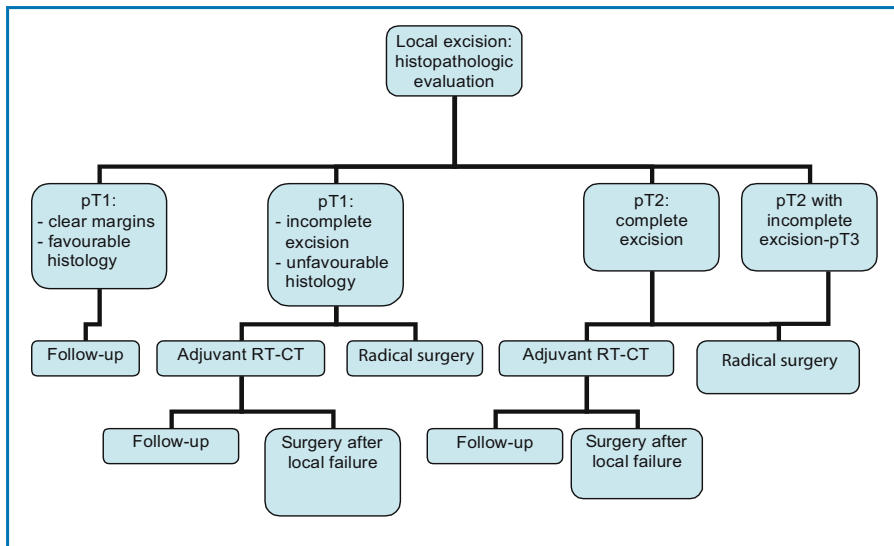 Local excision:
histopathologic
evaluation
pT1:
- clear margins
- favourable
histology
pT1:
- incomplete
excision
- unfavourable
histology
pT2:
complete
excision
pT2 with
incomplete
excision-pT3
Follow-up
Adjuvant RT-CT
Radical surgery
Adjuvant RT-CT
Radical surgery
Follow-up
Surgery after
local failure
Follow-up
Surgery after
local failure